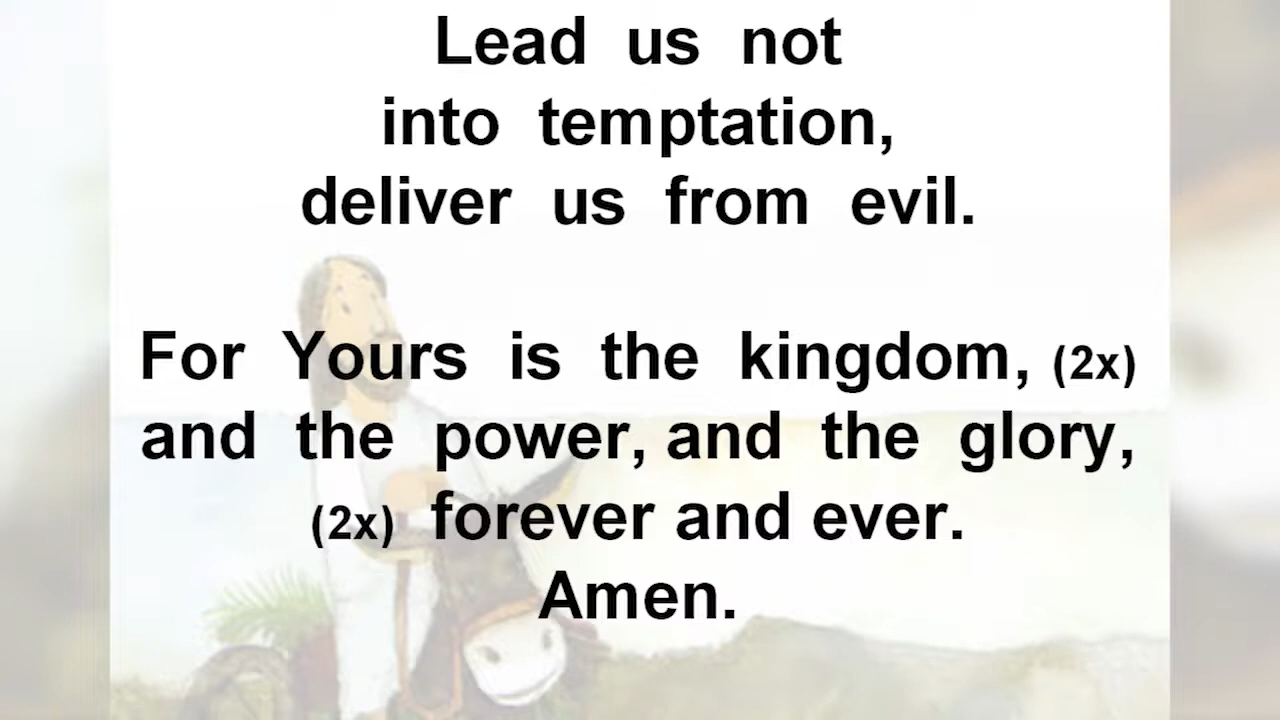 Lead us not
into temptation,
deliver us from evil.
For Yours is the kingdom, (2x)
and the power, and the glory,
(2x) forever and ever.
Amen.